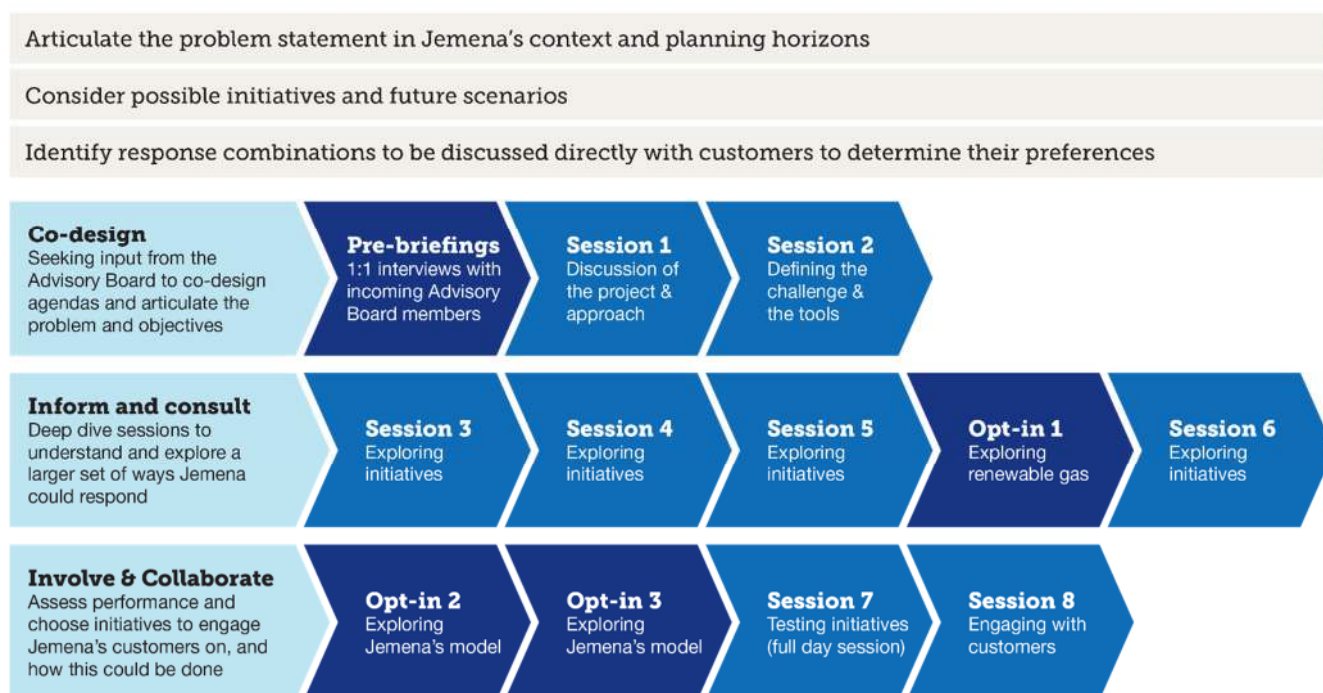 Articulate the problem statement in Jemena's context and planning horizons
Consider possible initiatives and future scenarios
Identify response combinations to be discussed directly with customers to determine their preferences
Co-design
Seeking input from the
Advisory Board to co-design
agendas and articulate the
problem and objectives
Pre-briefings
1:1 interviews with
incoming Advisory
Board members
Session 1
Discussion of
the project &
approach
Session 2
Defining the
challenge &
the tools
Inform and consult
Deep dive sessions to
understand and explore a
larger set of ways Jemena
could respond
Session 3
Exploring
initiatives
Session 4
Exploring
initiatives
Session 5
Exploring
initiatives
Opt-in 1
Exploring
renewable gas
Session 6
Exploring
initiatives
Involve & Collaborate
Assess performance and
choose initiatives to engage
Jemena's customers on, and
how this could be done
Opt-in 2
Exploring
Jemena's model
Opt-in 3
Exploring
Jemena's model
Session 7
Testing initiatives
(full day session)
Session 8
Engaging with
customers